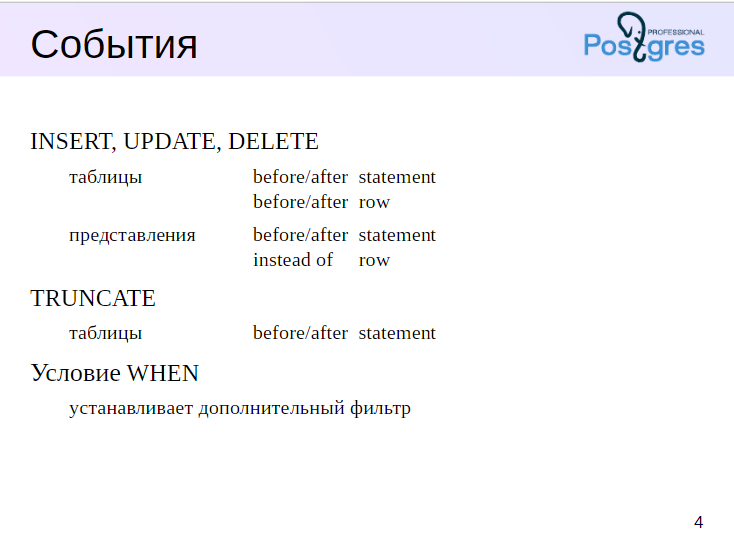 События
PROFESSIONAL
Postgres
INSERT, UPDATE, DELETE
таблицы before/after statement
before/after row
представления before/after statement
instead of row
TRUNCATE
таблицы before/after statement
Условие WHEN
устанавливает дополнительный фильтр
4